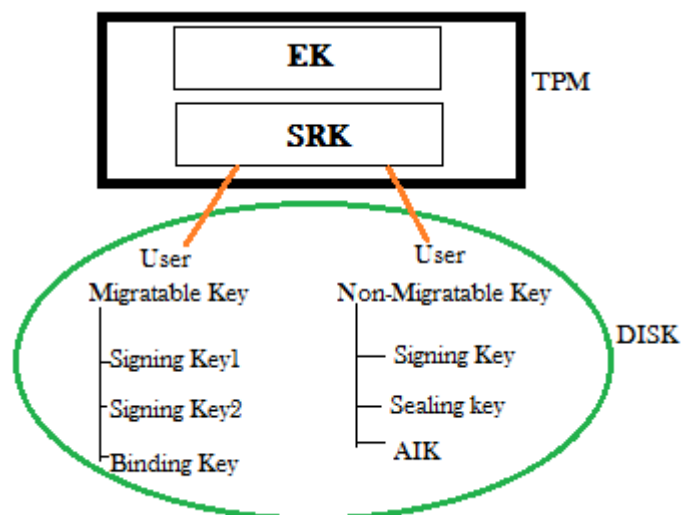 EK
TPM
SRK
User
Migratable Key
Signing Key1
Signing Key2
Binding Key
User
Non-Migratable Key
Signing Key
Sealing key
AIK
DISK